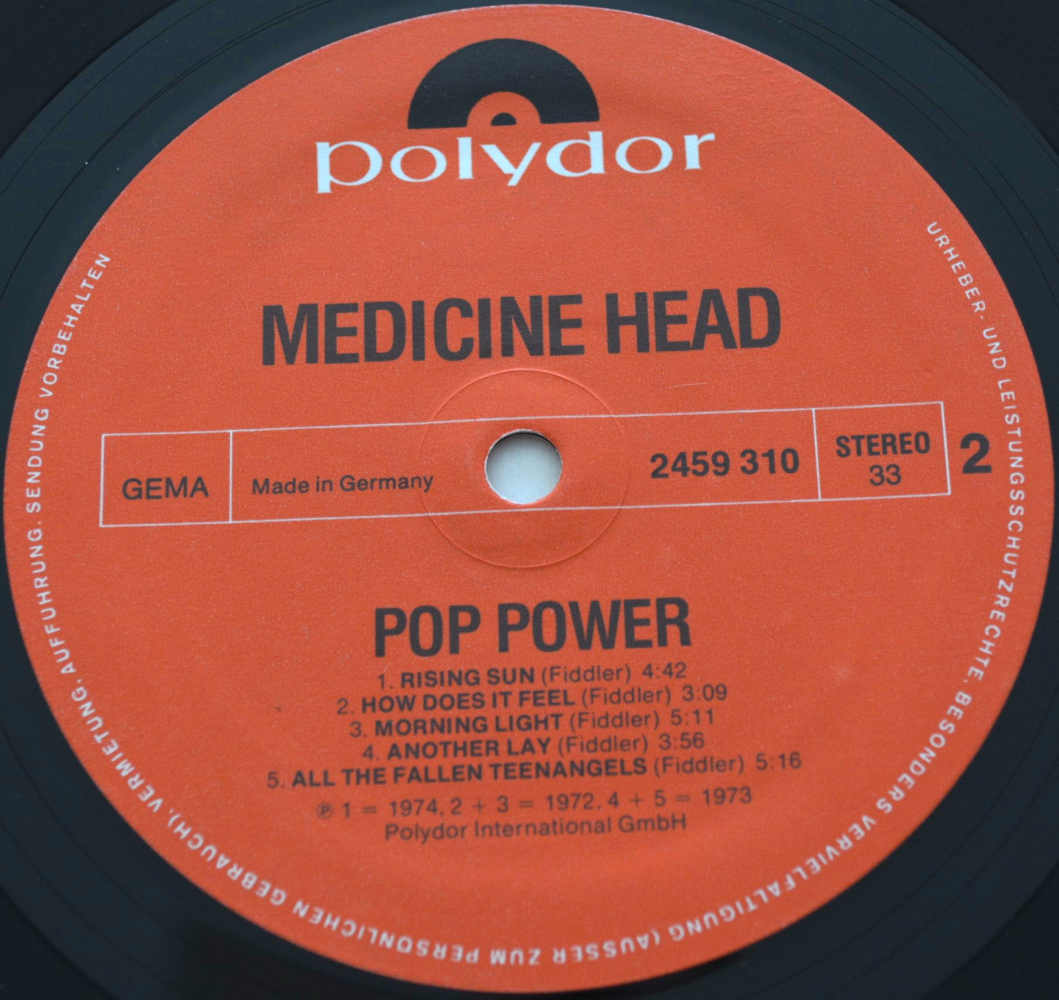 polydor
MEDICINE HEAD
GEMA
Made in Germany
2459 310
STEREO
33
2
POP POWER
1. RISING SUN (Fiddler) 4:42
2. HOW DOES IT FEEL (Fiddler) 3:09
3. MORNING LIGHT (Fiddler) 5:11
4. ANOTHER LAY (Fiddler) 3:56
5. ALL THE FALLEN TEENANGELS (Fiddler) 5:16
℗ 1 = 1974, 2 + 3 = 1972, 4 + 5 = 1973
Polydor International GmbH
URHEBER- UND LEISTUNGSSCHUTZRECHTE, BESONDERS VERVIELFÄLTIGUNG (AUSSER ZUM PERSÖNLICHEN GEBRAUCH), VERMIETUNG, AUFFÜHRUNG, SENDUNG VORBEHALTEN